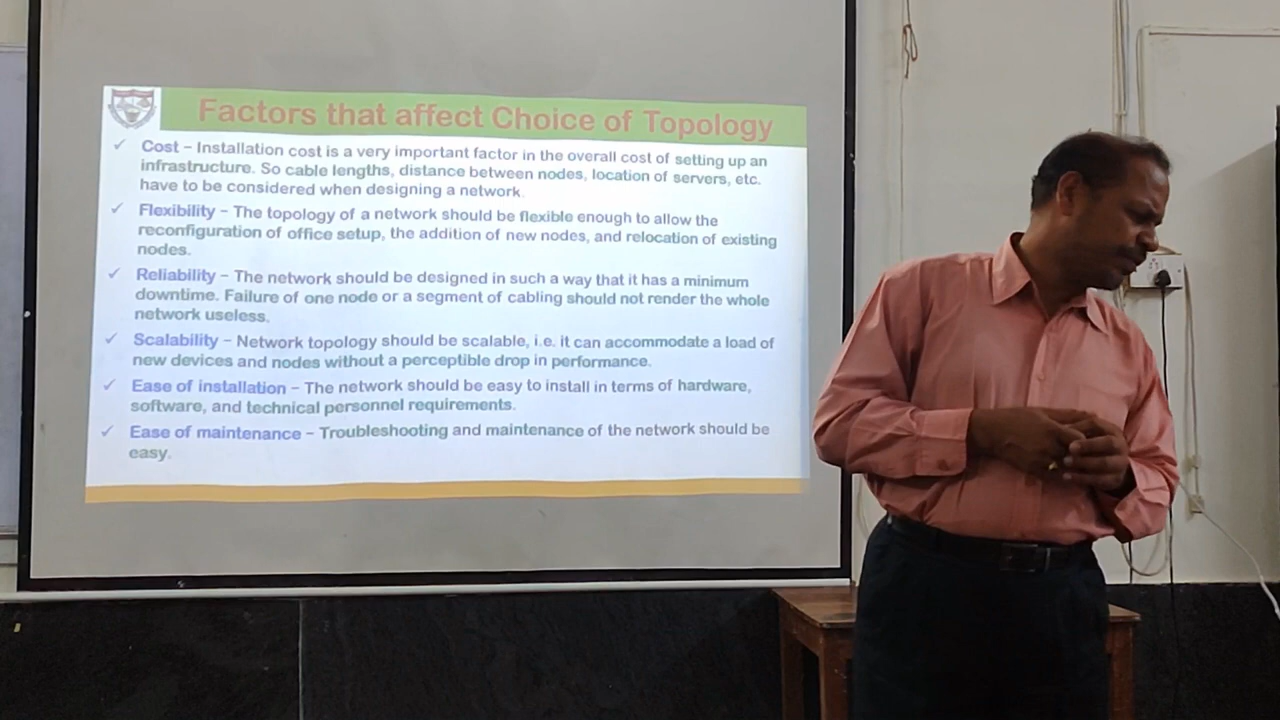 Factors that affect Choice of Topology
✓ Cost – Installation cost is a very important factor in the overall cost of setting up an
infrastructure. So cable lengths, distance between nodes, location of servers, etc.
have to be considered when designing a network.
✓ Flexibility – The topology of a network should be flexible enough to allow the
reconfiguration of office setup, the addition of new nodes, and relocation of existing
nodes.
✓ Reliability – The network should be designed in such a way that it has a minimum
downtime. Failure of one node or a segment of cabling should not render the whole
network useless.
✓ Scalability – Network topology should be scalable, i.e. it can accommodate a load of
new devices and nodes without a perceptible drop in performance.
✓ Ease of installation – The network should be easy to install in terms of hardware,
software, and technical personnel requirements.
✓ Ease of maintenance – Troubleshooting and maintenance of the network should be
easy.